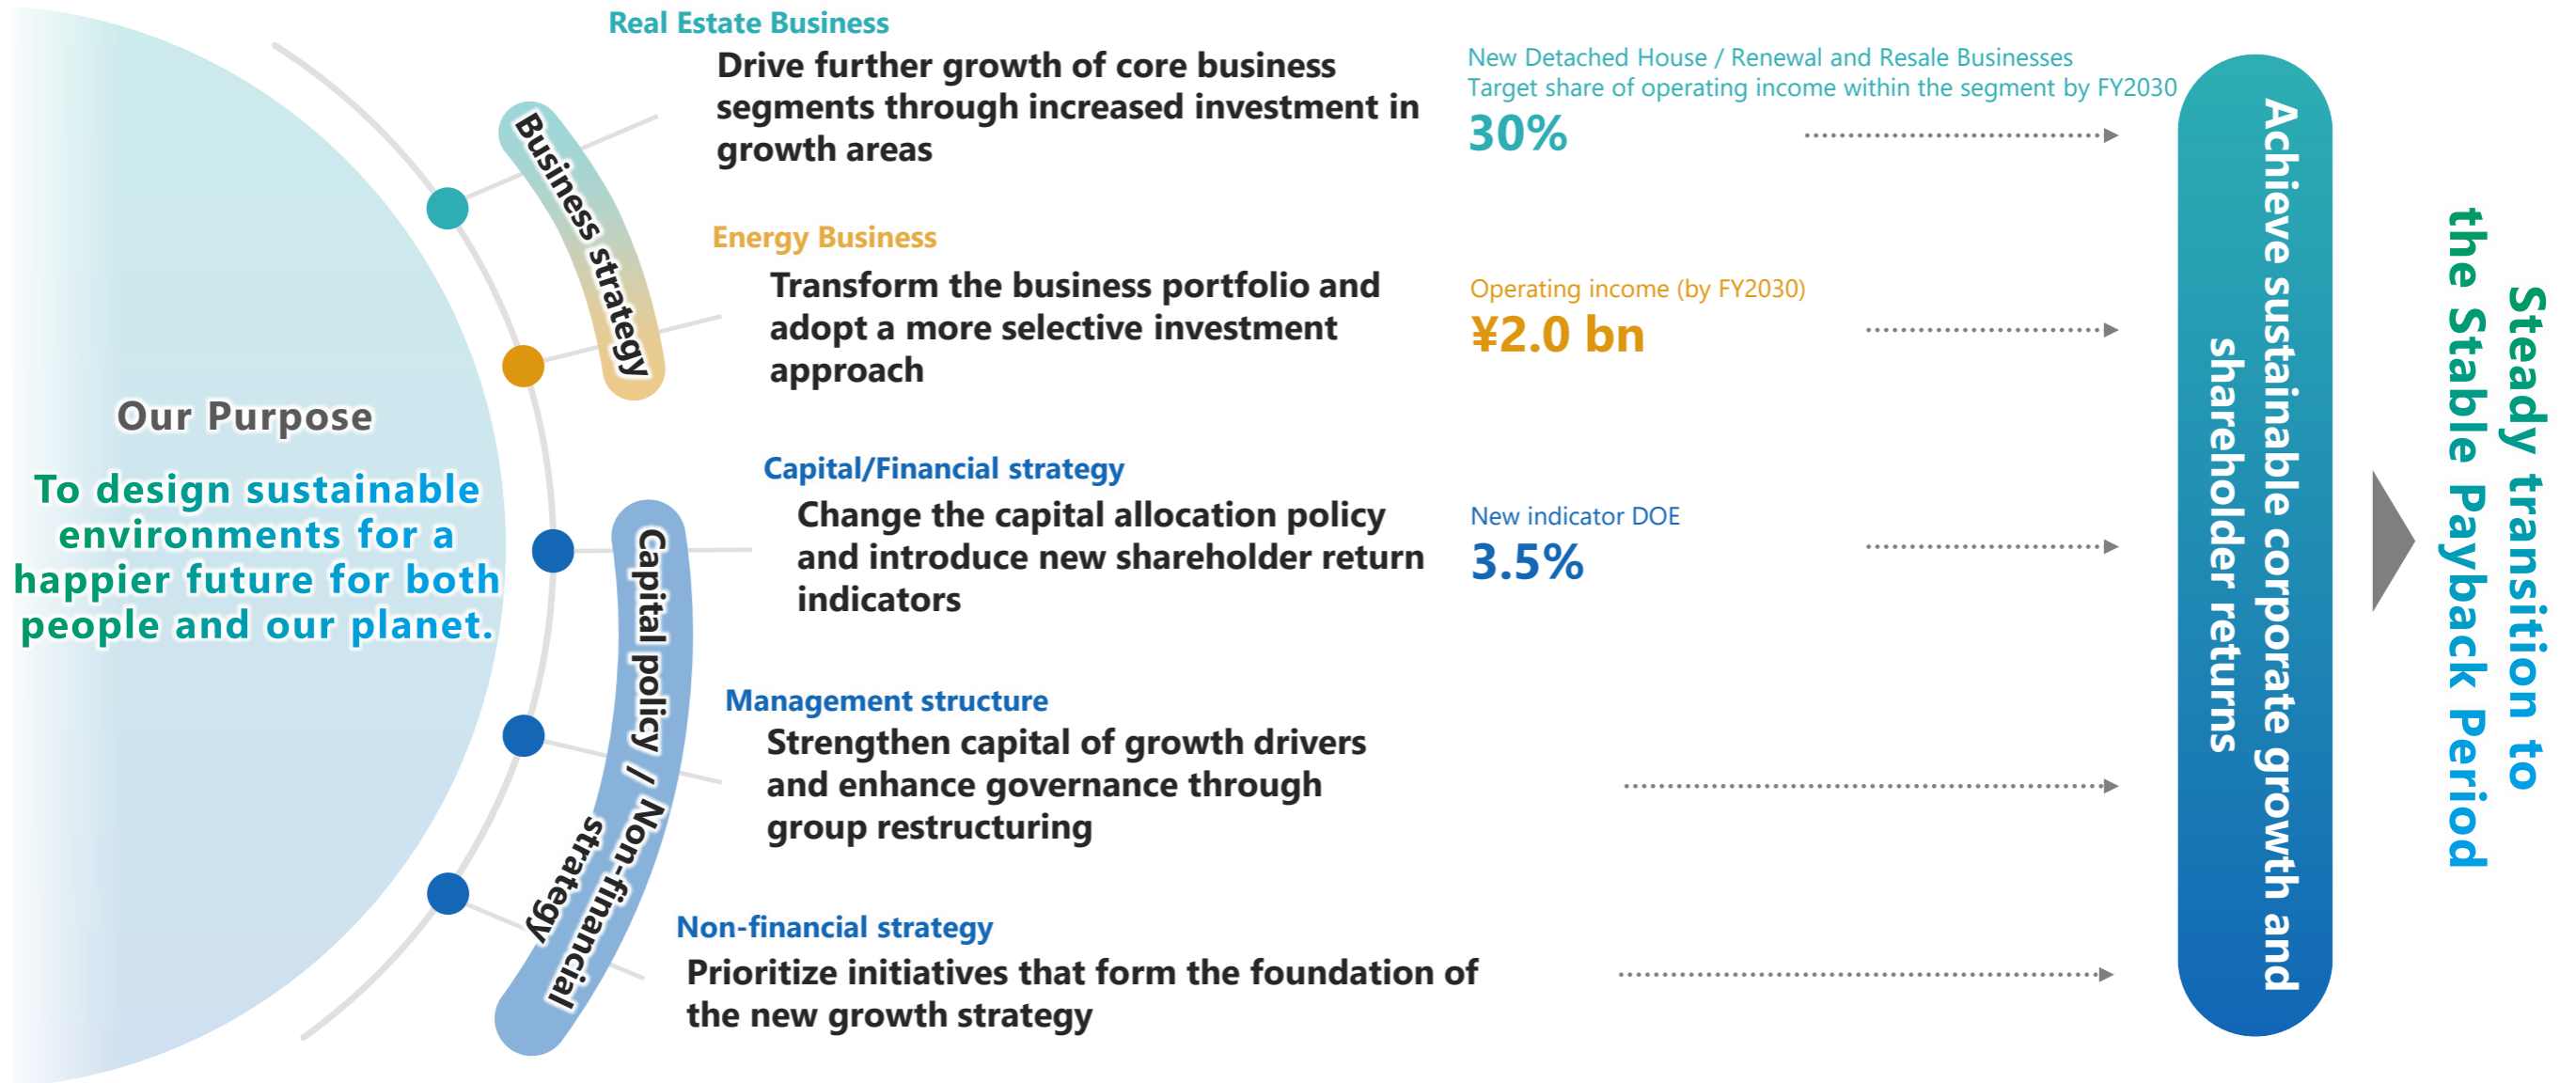 Our Purpose
To design sustainable
environments for a
happier future for both
people and our planet.
Business strategy
Real Estate Business
Drive further growth of core business
segments through increased investment in
growth areas
New Detached House / Renewal and Resale Businesses
Target share of operating income within the segment by FY2030
30%
Energy Business
Transform the business portfolio and
adopt a more selective investment
approach
Operating income (by FY2030)
¥2.0 bn
Capital policy / Non-financial
strategy
Capital/Financial strategy
Change the capital allocation policy
and introduce new shareholder return
indicators
New indicator DOE
3.5%
Management structure
Strengthen capital of growth drivers
and enhance governance through
group restructuring
Non-financial strategy
Prioritize initiatives that form the foundation of
the new growth strategy
Achieve sustainable corporate growth and
shareholder returns
Steady transition to
the Stable Payback Period